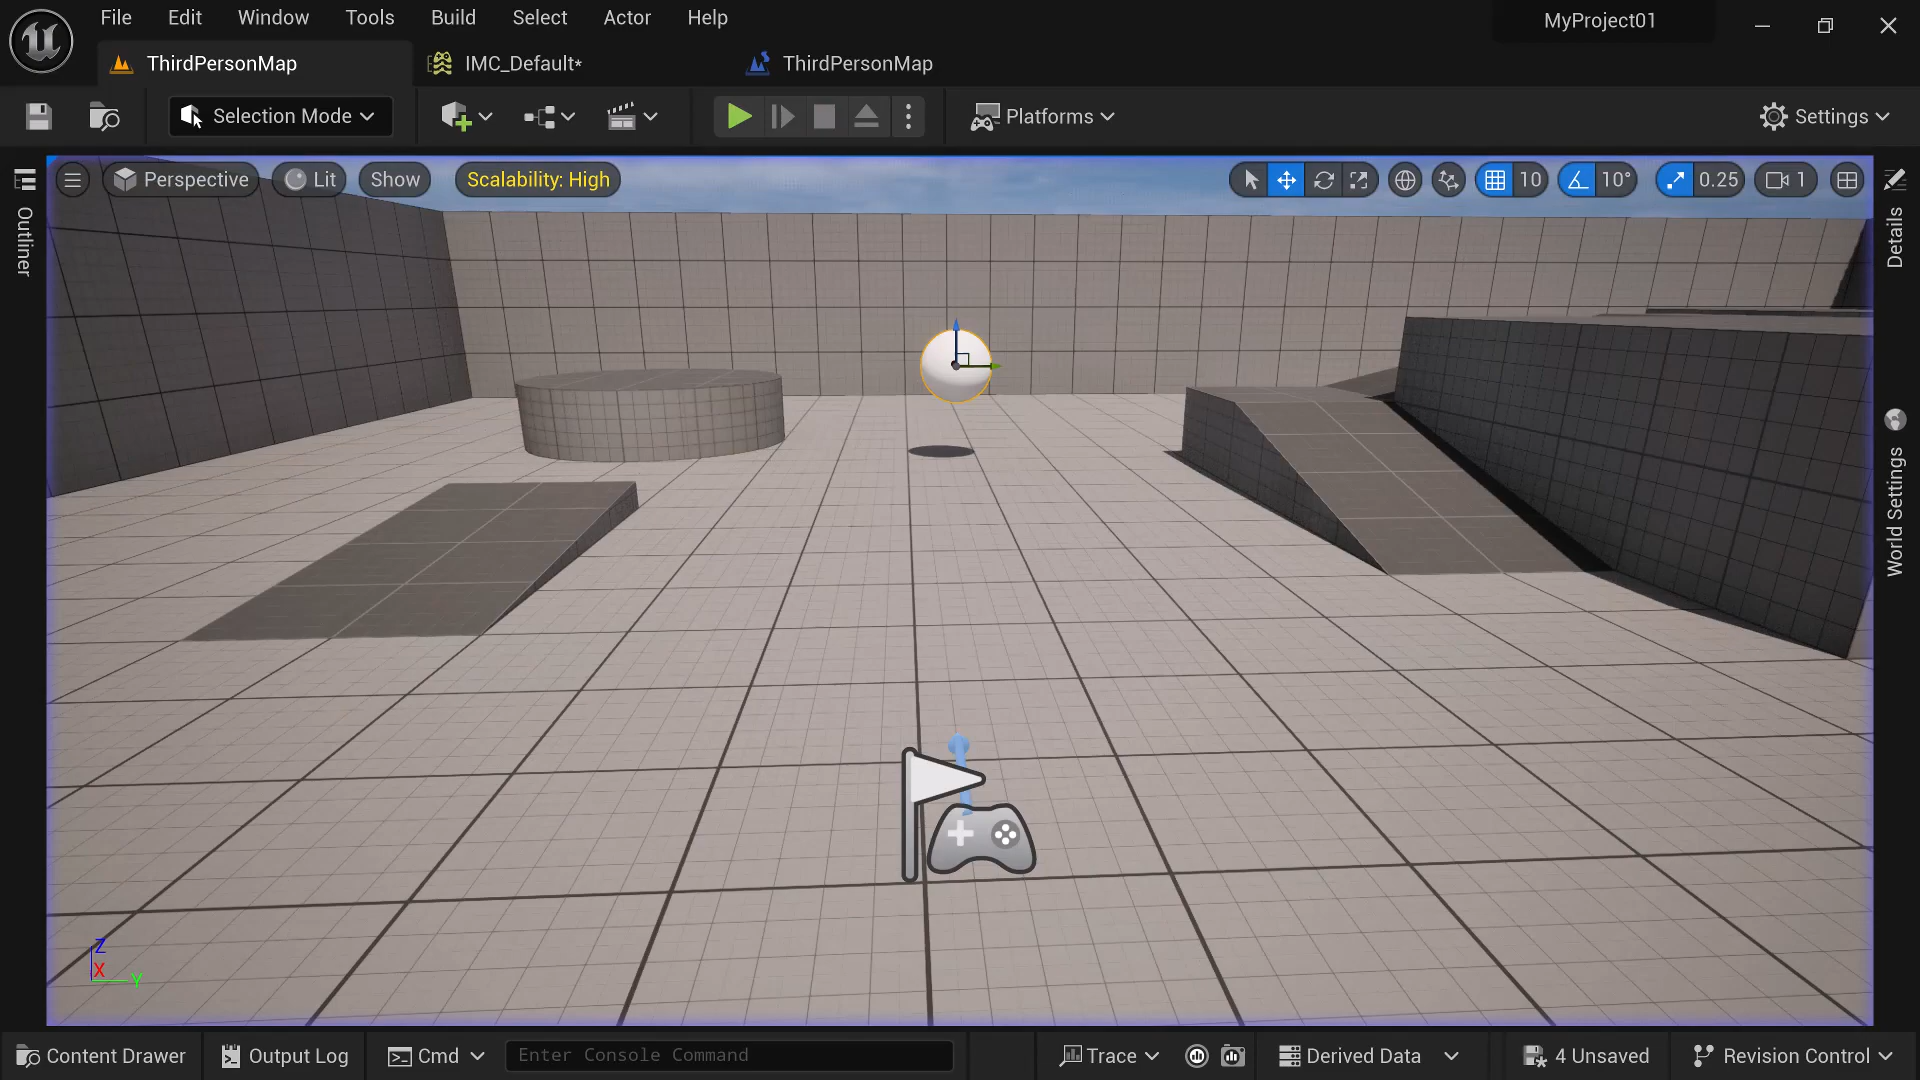 File Edit Window Tools Build Select Actor Help MyProject01
ThirdPersonMap IMC_Default* ThirdPersonMap
Selection Mode Platforms Settings
Perspective Lit Show Scalability: High 10 10° 0.25 1
Outliner
Details
World Settings
Z
X
Y
Content Drawer Output Log Cmd Enter Console Command Trace Derived Data 4 Unsaved Revision Control